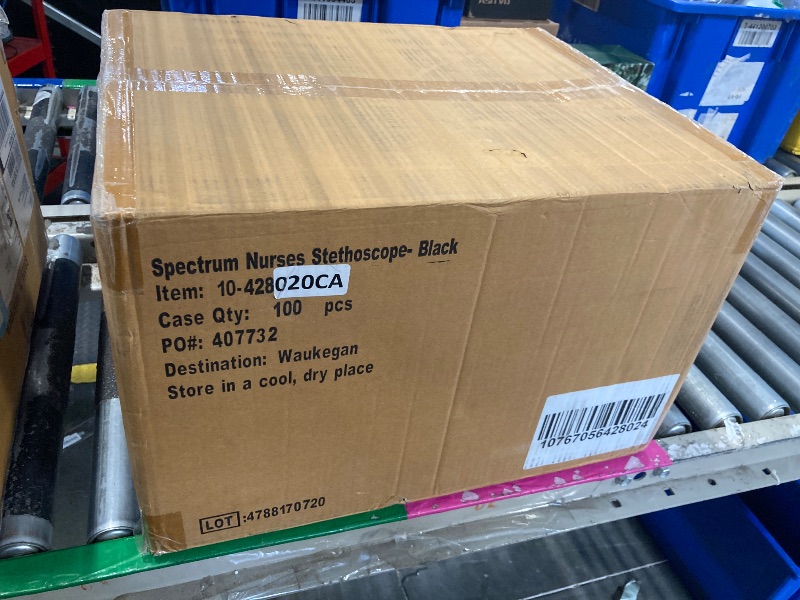 Spectrum Nurses Stethoscope- Black
Item: 10-428020CA
Case Qty: 100 pcs
PO#: 407732
Destination: Waukegan
Store in a cool, dry place
10767056428024
LOT :4788170720